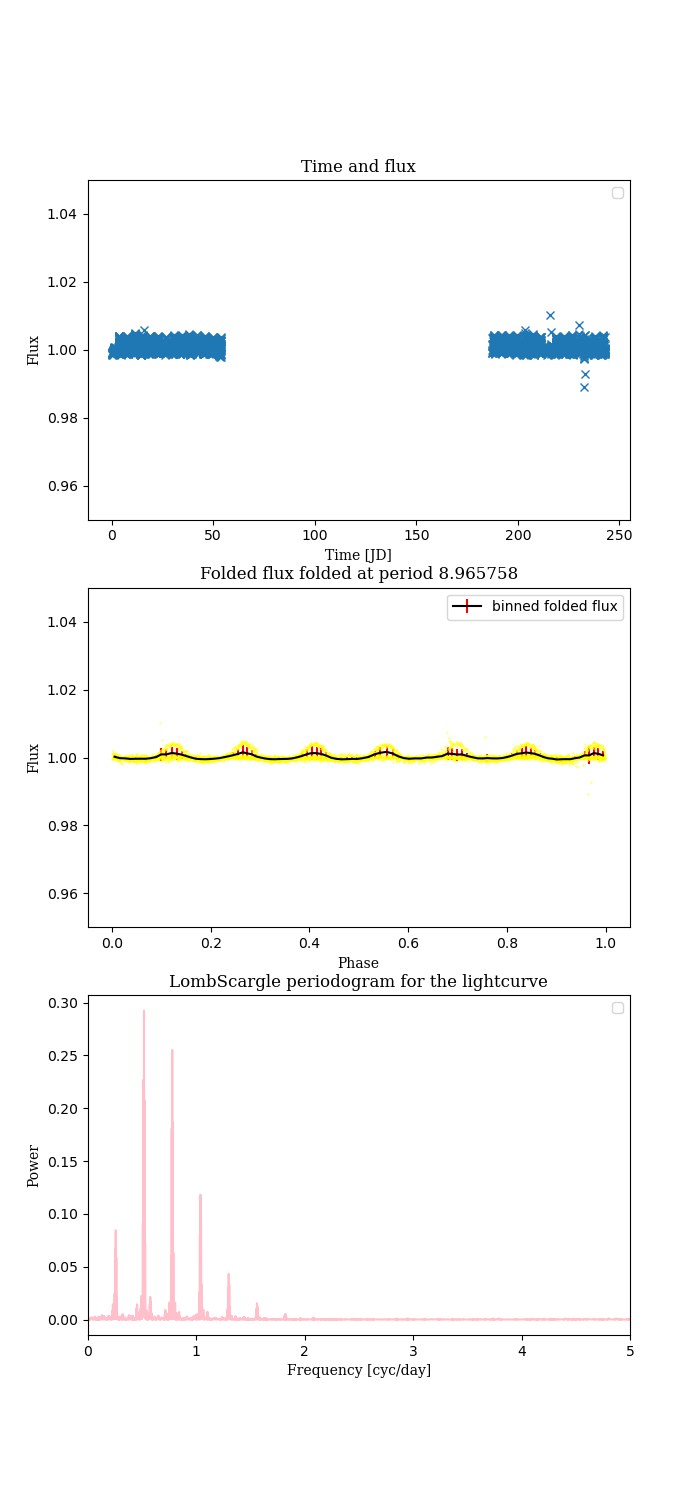 Time and flux
1.04
1.02
1.00
0.98
0.96
Flux
0 50 100 150 200 250
Time [JD]
Folded flux folded at period 8.965758
binned folded flux
1.04
1.02
1.00
0.98
0.96
Flux
0.0 0.2 0.4 0.6 0.8 1.0
Phase
LombScargle periodogram for the lightcurve
0.30
0.25
0.20
0.15
0.10
0.05
0.00
Power
0 1 2 3 4 5
Frequency [cyc/day]